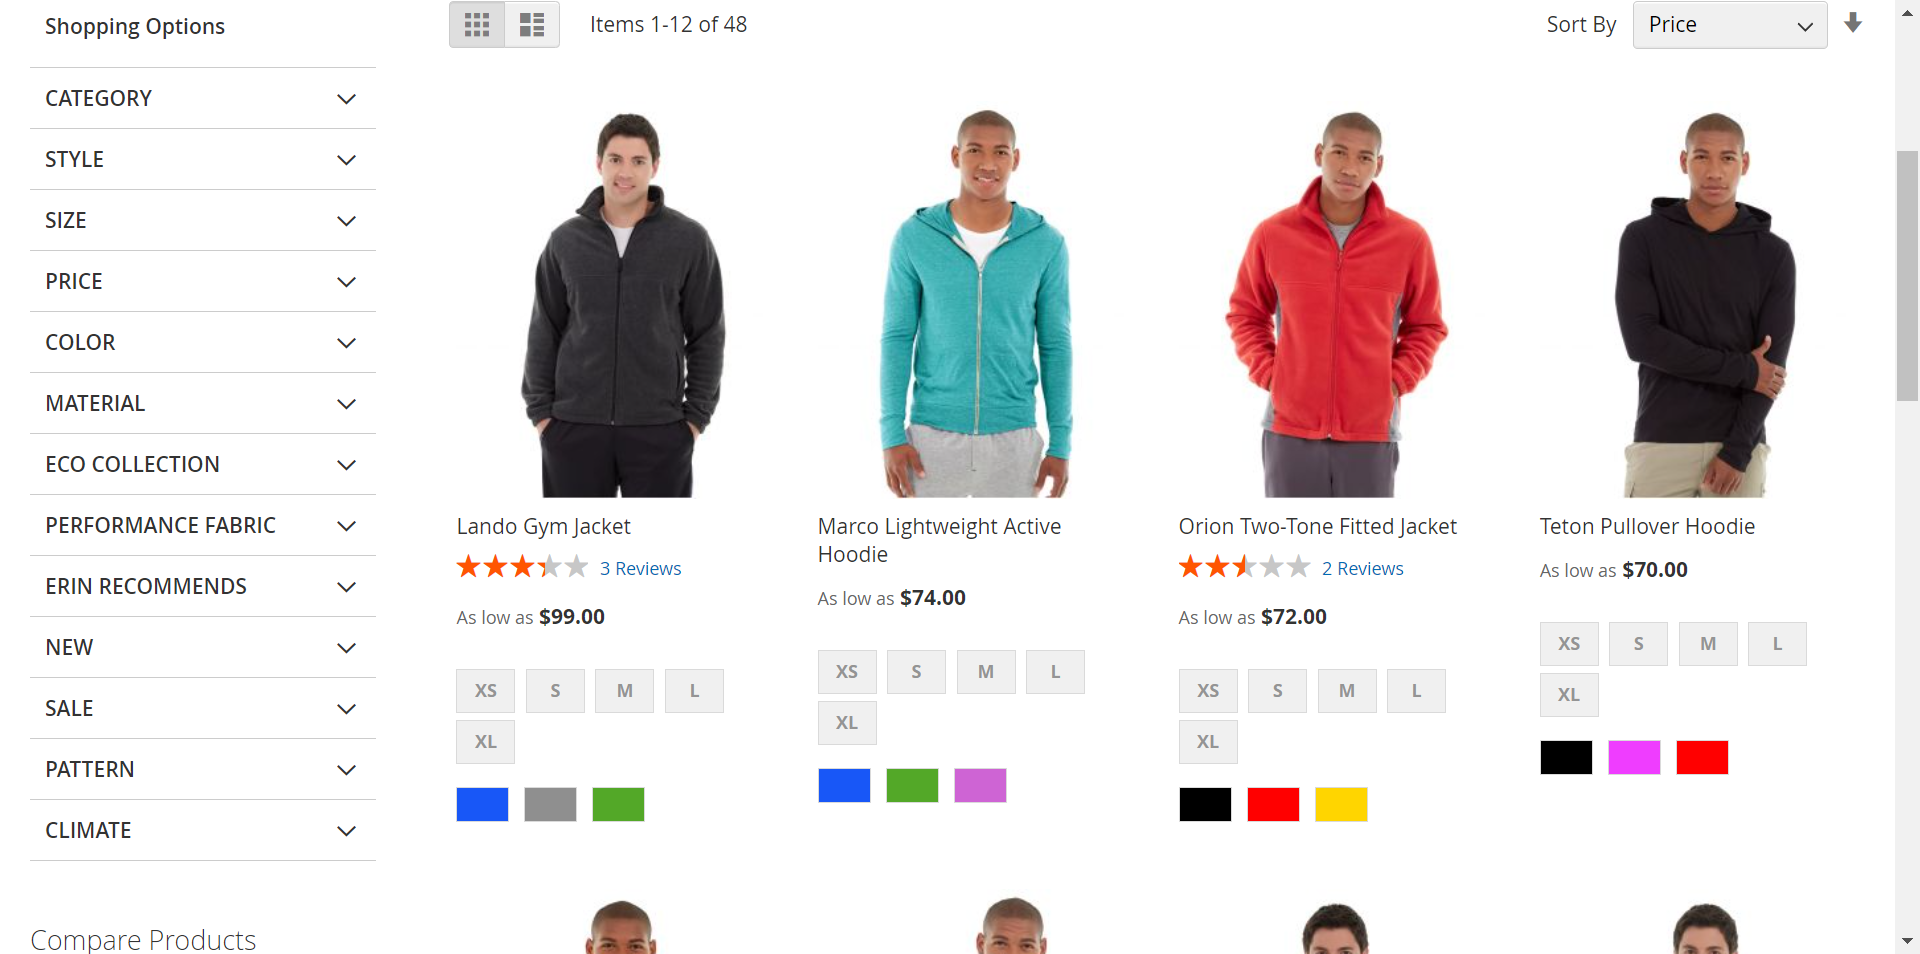 Shopping Options
CATEGORY
STYLE
SIZE
PRICE
COLOR
MATERIAL
ECO COLLECTION
PERFORMANCE FABRIC
ERIN RECOMMENDS
NEW
SALE
PATTERN
CLIMATE
Compare Products
Items 1-12 of 48
Sort By Price
Lando Gym Jacket
3 Reviews
As low as $99.00
XS S M L
XL
Marco Lightweight Active
Hoodie
As low as $74.00
XS S M L
XL
Orion Two-Tone Fitted Jacket
2 Reviews
As low as $72.00
XS S M L
XL
Teton Pullover Hoodie
As low as $70.00
XS S M L
XL